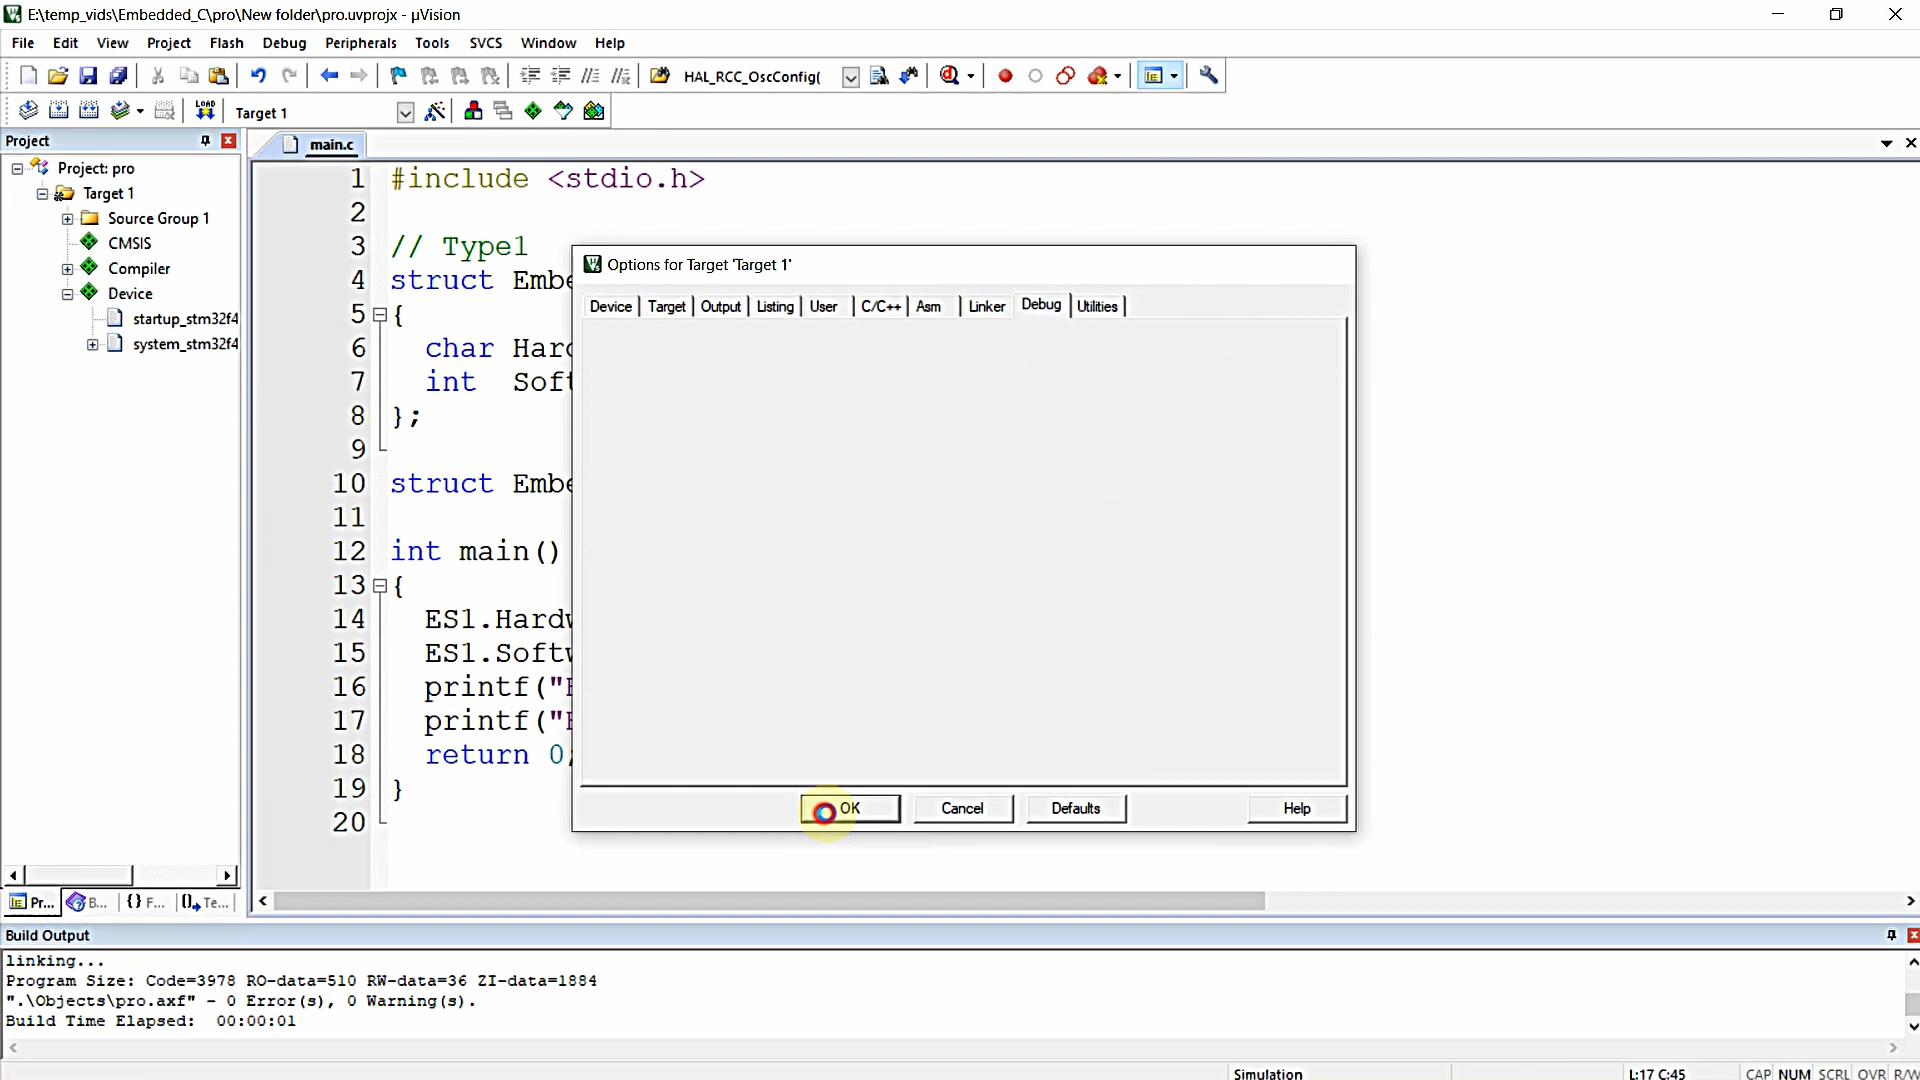 E:\temp_vids\Embedded_C\pro\New folder\pro.uvprojx - µVision
File Edit View Project Flash Debug Peripherals Tools SVCS Window Help
HAL_RCC_OscConfig(
LOAD Target 1
Project
main.c
Project: pro
Target 1
Source Group 1
CMSIS
Compiler
Device
startup_stm32f4
system_stm32f4
1 #include <stdio.h>
2
3 // Type1
4 struct Embe
5 {
6 char Hard
7 int Soft
8 };
9
10 struct Embe
11
12 int main()
13 {
14 ES1.Hardw
15 ES1.Softw
16 printf("
17 printf("
18 return 0;
19 }
20
Options for Target 'Target 1'
Device Target Output Listing User C/C++ Asm Linker Debug Utilities
OK Cancel Defaults Help
Pr... B... {} F... Te...
Build Output
linking...
Program Size: Code=3978 RO-data=510 RW-data=36 ZI-data=1884
".\Objects\pro.axf" - 0 Error(s), 0 Warning(s).
Build Time Elapsed: 00:00:01
Simulation L:17 C:45 CAP NUM SCRL OVR R/W